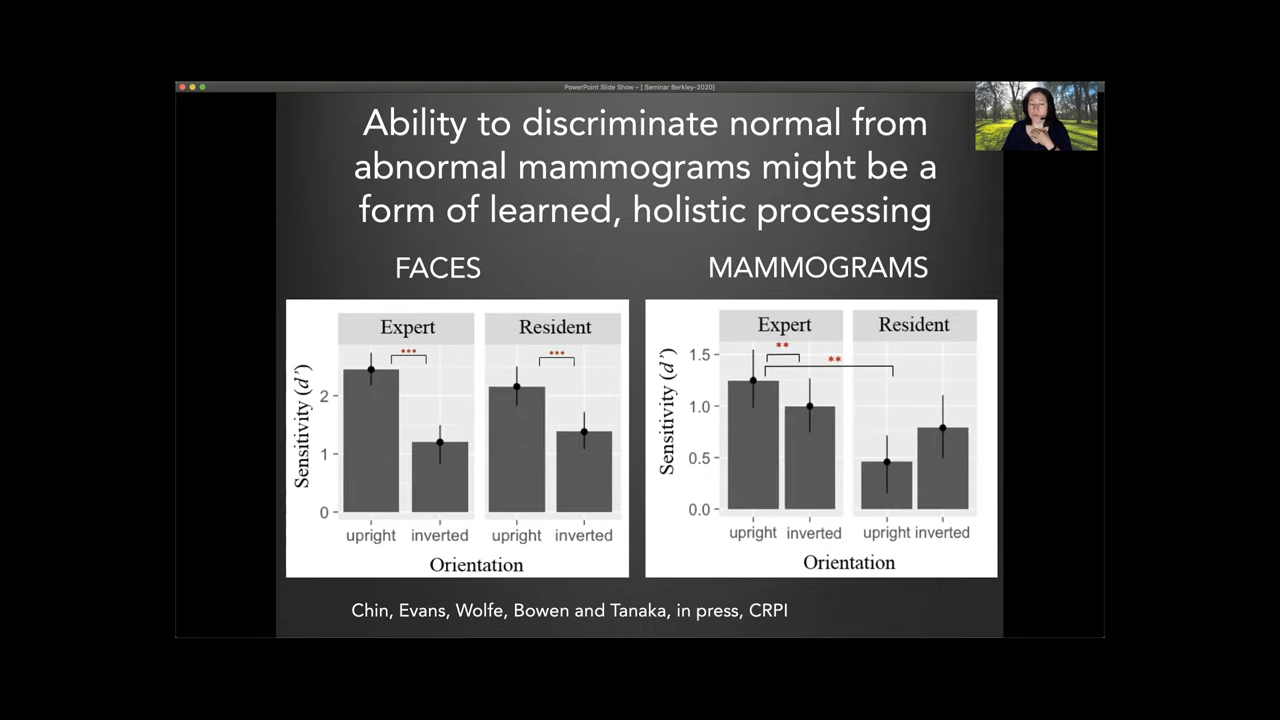 PowerPoint Slide Show - [ Seminar Berkley-2020]
Ability to discriminate normal from
abnormal mammograms might be a
form of learned, holistic processing
FACES
MAMMOGRAMS
Expert
Resident
***
***
Sensitivity (d')
2
1
0
upright
inverted
upright
inverted
Orientation
Expert
Resident
**
**
Sensitivity (d')
1.5
1.0
0.5
0.0
upright
inverted
upright
inverted
Orientation
Chin, Evans, Wolfe, Bowen and Tanaka, in press, CRPI